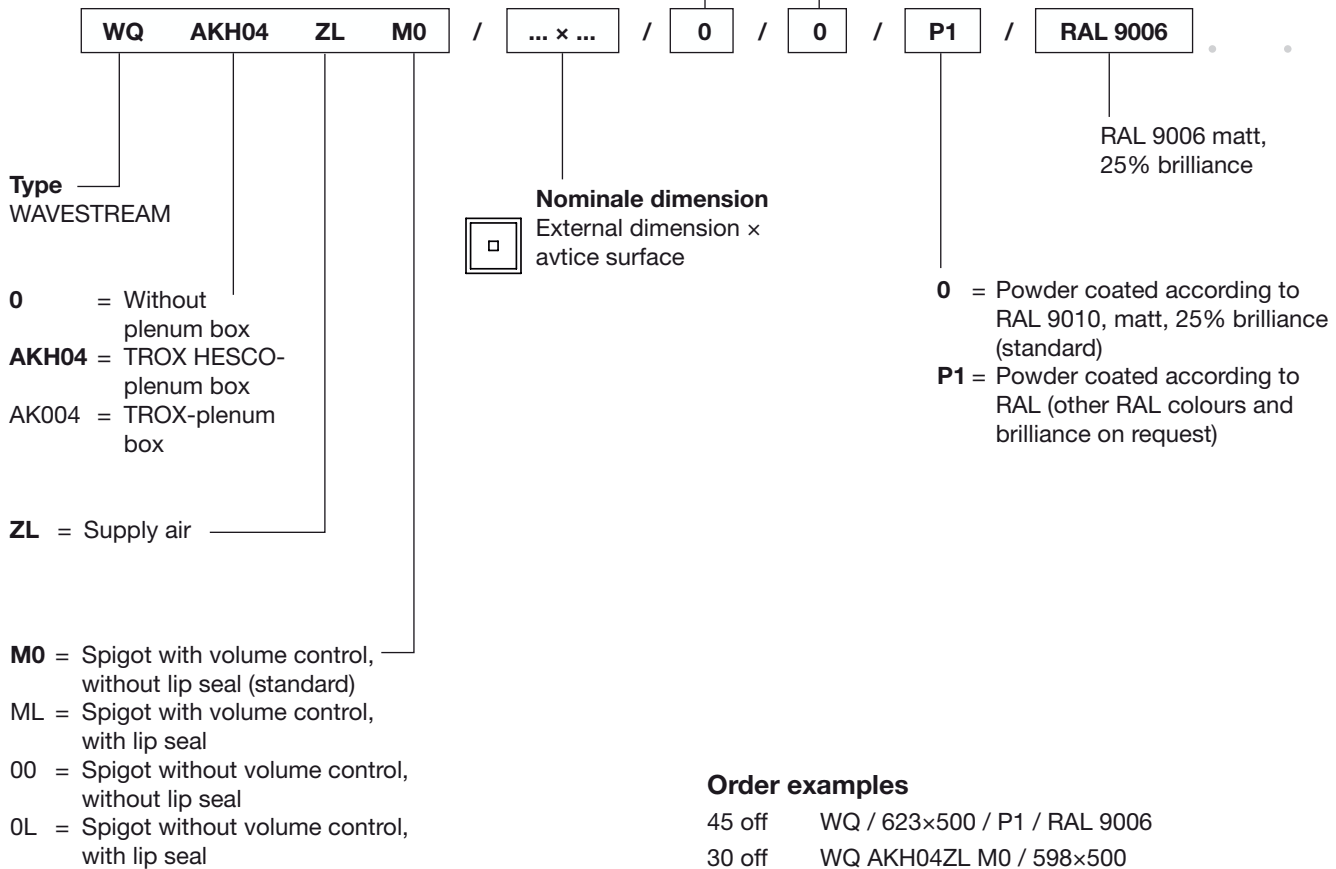 WQ AKH04 ZL M0 / ... × ... / 0 / 0 / P1 / RAL 9006
RAL 9006 matt,
25% brilliance
Type
WAVESTREAM
Nominale dimension
External dimension ×
avtice surface
0 = Without
plenum box
AKH04 = TROX HESCO-
plenum box
AK004 = TROX-plenum
box
0 = Powder coated according to
RAL 9010, matt, 25% brilliance
(standard)
P1 = Powder coated according to
RAL (other RAL colours and
brilliance on request)
ZL = Supply air
M0 = Spigot with volume control,
without lip seal (standard)
ML = Spigot with volume control,
with lip seal
00 = Spigot without volume control,
without lip seal
0L = Spigot without volume control,
with lip seal
Order examples
45 off WQ / 623×500 / P1 / RAL 9006
30 off WQ AKH04ZL M0 / 598×500